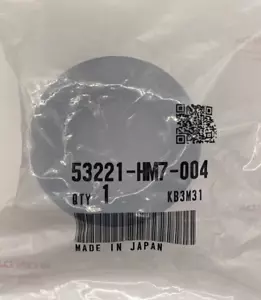 53221-HM7-004
QTY 1 KB3M31
MADE IN JAPAN